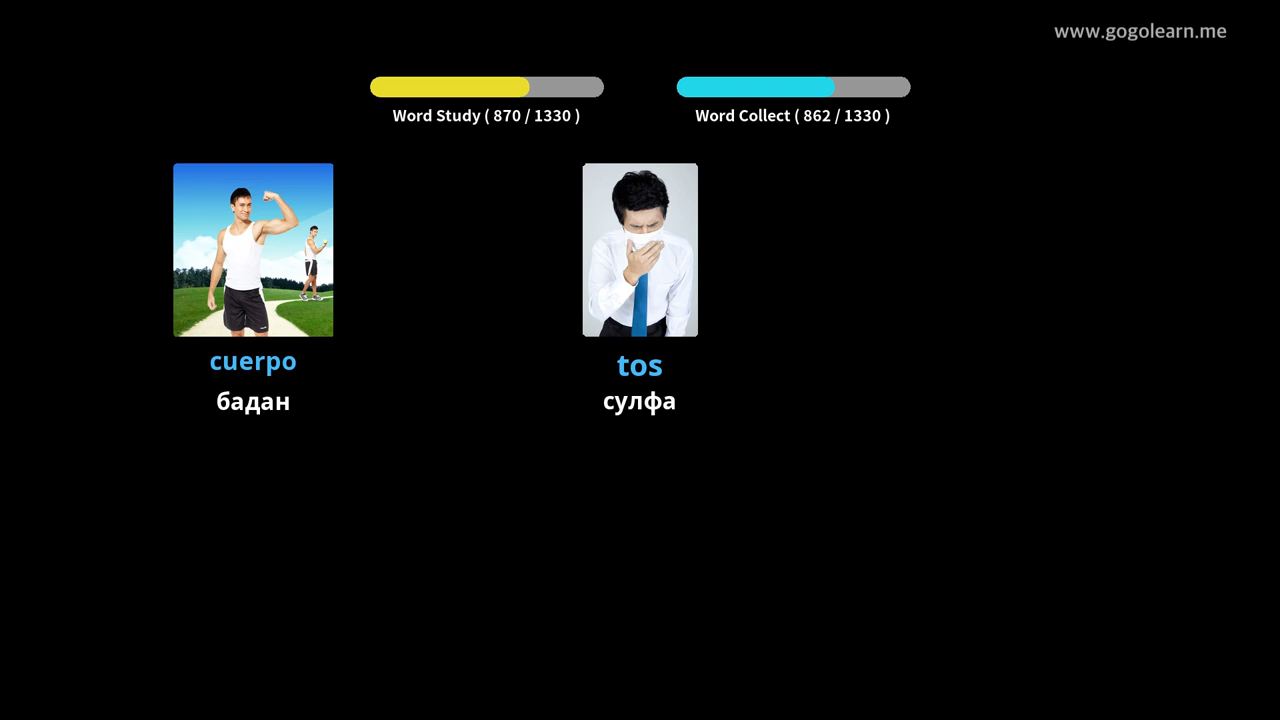 www.gogolearn.me
Word Study ( 870 / 1330 )
Word Collect ( 862 / 1330 )
cuerpo
бадан
tos
сулфа